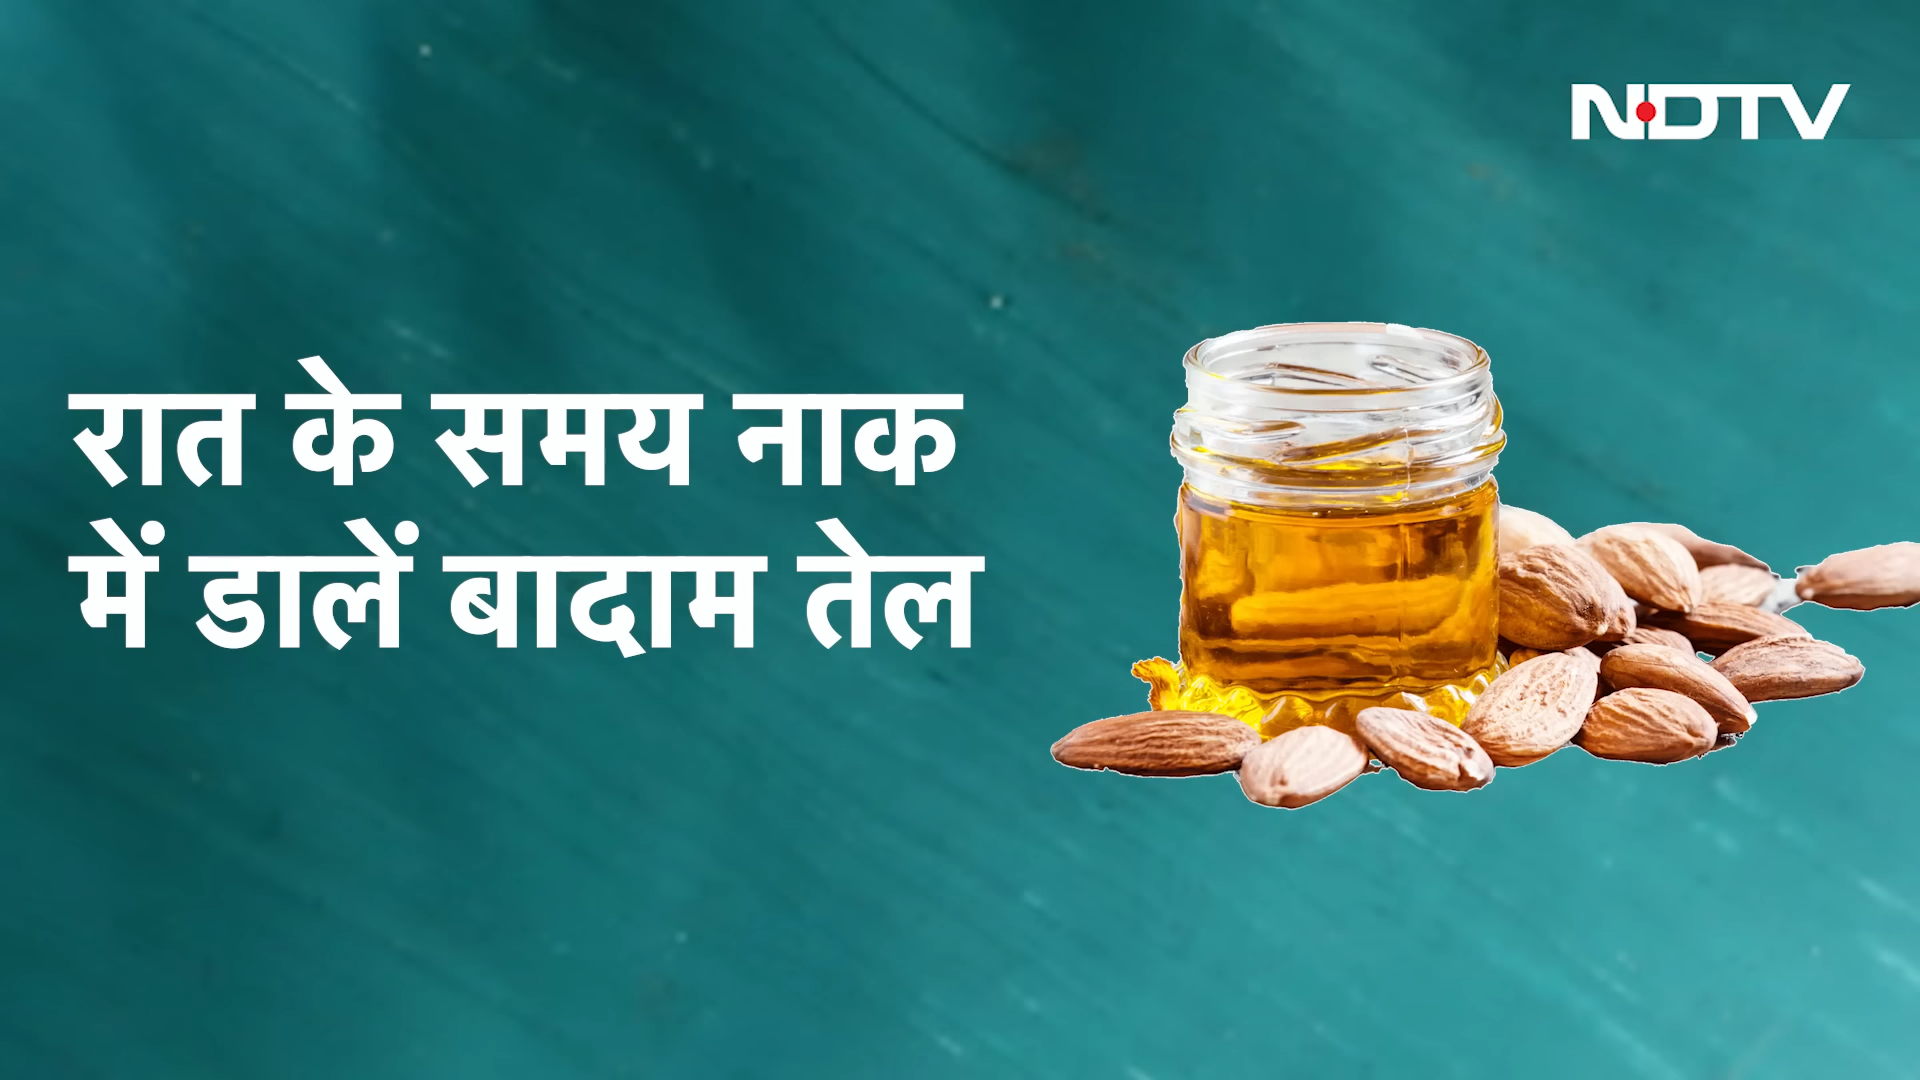 NDTV
रात के समय नाक
में डालें बादाम तेल